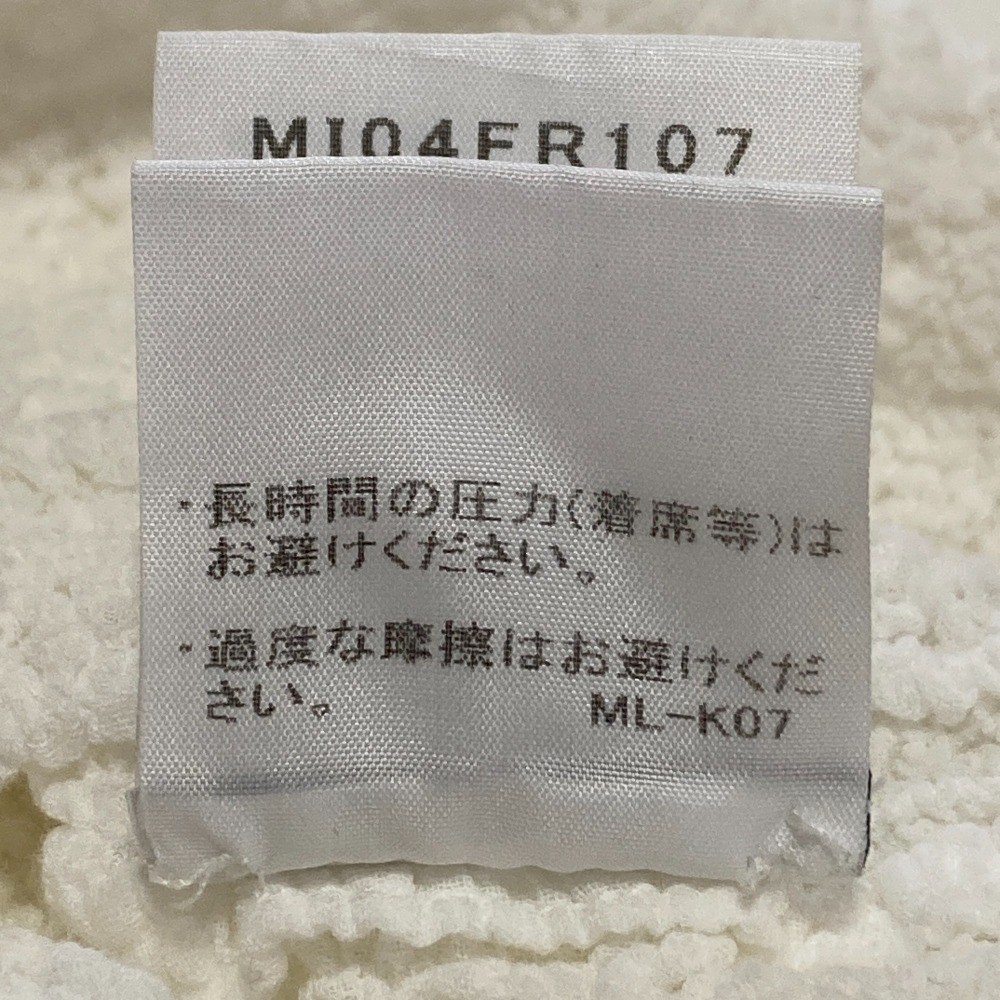 MI04FR107
・長時間の圧力(着席等)は
お避けください。
・過度な摩擦はお避けくだ
さい。 ML-K07